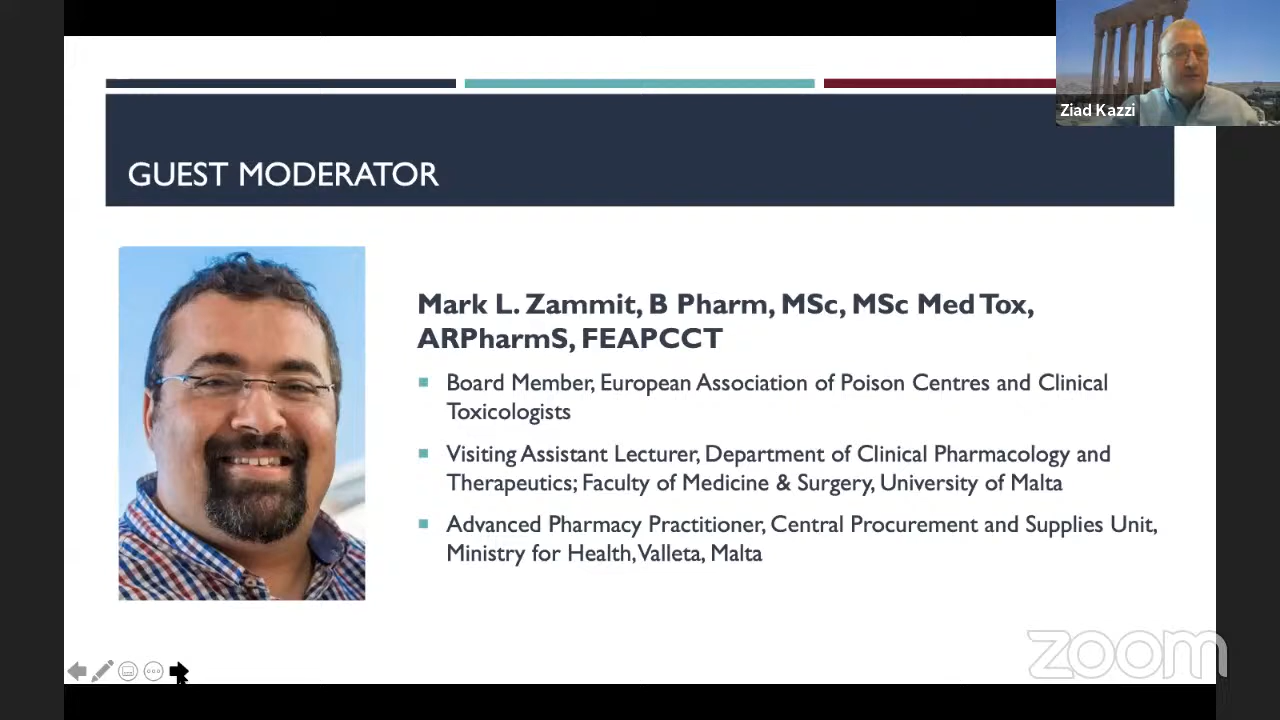 Ziad Kazzi
GUEST MODERATOR
Mark L. Zammit, B Pharm, MSc, MSc Med Tox,
ARPharmS, FEAPCCT
Board Member, European Association of Poison Centres and Clinical
Toxicologists
Visiting Assistant Lecturer, Department of Clinical Pharmacology and
Therapeutics; Faculty of Medicine & Surgery, University of Malta
Advanced Pharmacy Practitioner, Central Procurement and Supplies Unit,
Ministry for Health, Valleta, Malta
zoom